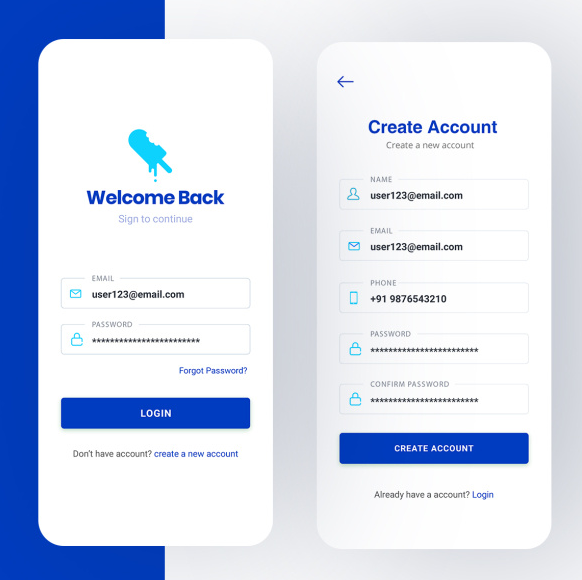 Welcome Back
Sign to continue
EMAIL
user123@email.com
PASSWORD
************************
Forgot Password?
LOGIN
Don't have account? create a new account
Create Account
Create a new account
NAME
user123@email.com
EMAIL
user123@email.com
PHONE
+91 9876543210
PASSWORD
************************
CONFIRM PASSWORD
************************
CREATE ACCOUNT
Already have a account? Login